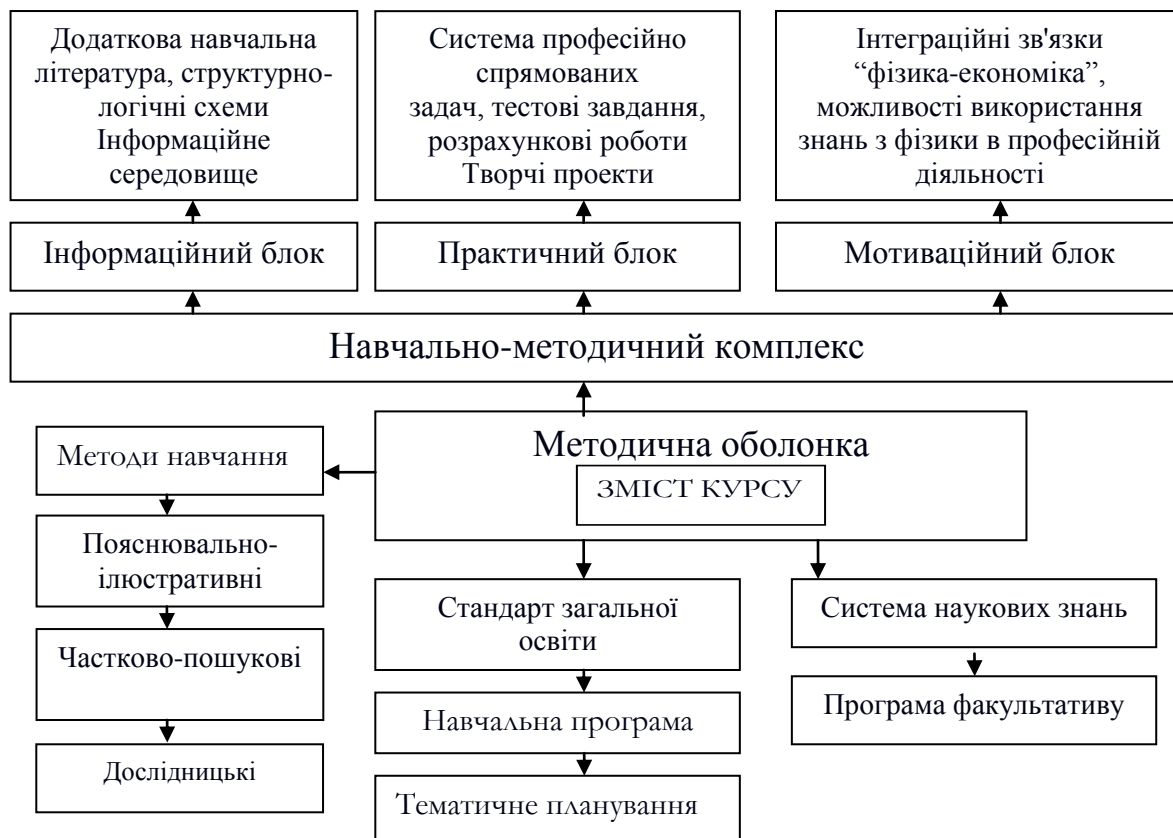 Додаткова навчальна
література, структурно-
логічні схеми
Інформаційне
середовище
Система професійно
спрямованих
задач, тестові завдання,
розрахункові роботи
Творчі проекти
Інтеграційні зв'язки
“фізика-економіка”,
можливості використання
знань з фізики в професійній
діяльності
Інформаційний блок
Практичний блок
Мотиваційний блок
Навчально-методичний комплекс
Методична оболонка
ЗМІСТ КУРСУ
Методи навчання
Пояснювально-
ілюстративні
Частково-пошукові
Дослідницькі
Стандарт загальної
освіти
Навчальна програма
Тематичне планування
Система наукових знань
Програма факультативу